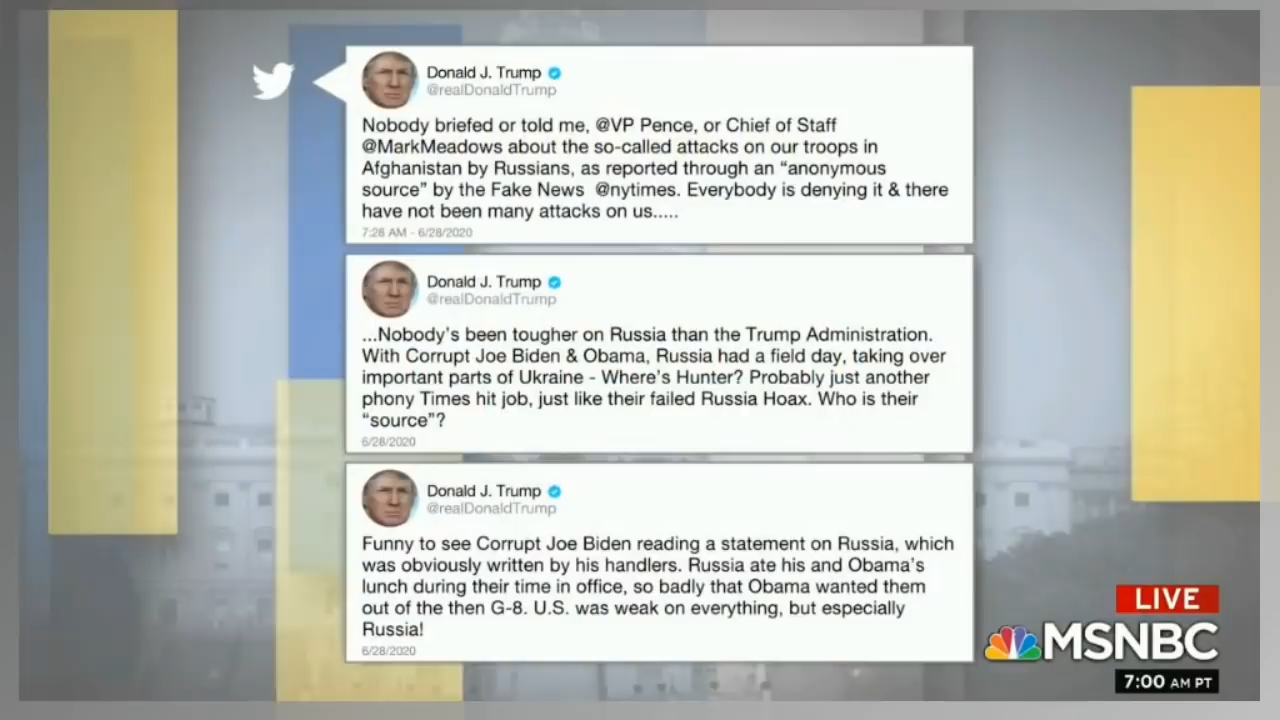 Donald J. Trump
@realDonaldTrump
Nobody briefed or told me, @VP Pence, or Chief of Staff
@MarkMeadows about the so-called attacks on our troops in
Afghanistan by Russians, as reported through an “anonymous
source” by the Fake News @nytimes. Everybody is denying it & there
have not been many attacks on us.....
7:28 AM - 6/28/2020
Donald J. Trump
@realDonaldTrump
...Nobody's been tougher on Russia than the Trump Administration.
With Corrupt Joe Biden & Obama, Russia had a field day, taking over
important parts of Ukraine - Where's Hunter? Probably just another
phony Times hit job, just like their failed Russia Hoax. Who is their
“source”?
6/28/2020
Donald J. Trump
@realDonaldTrump
Funny to see Corrupt Joe Biden reading a statement on Russia, which
was obviously written by his handlers. Russia ate his and Obama's
lunch during their time in office, so badly that Obama wanted them
out of the then G-8. U.S. was weak on everything, but especially
Russia!
6/28/2020
LIVE
MSNBC
7:00 AM PT